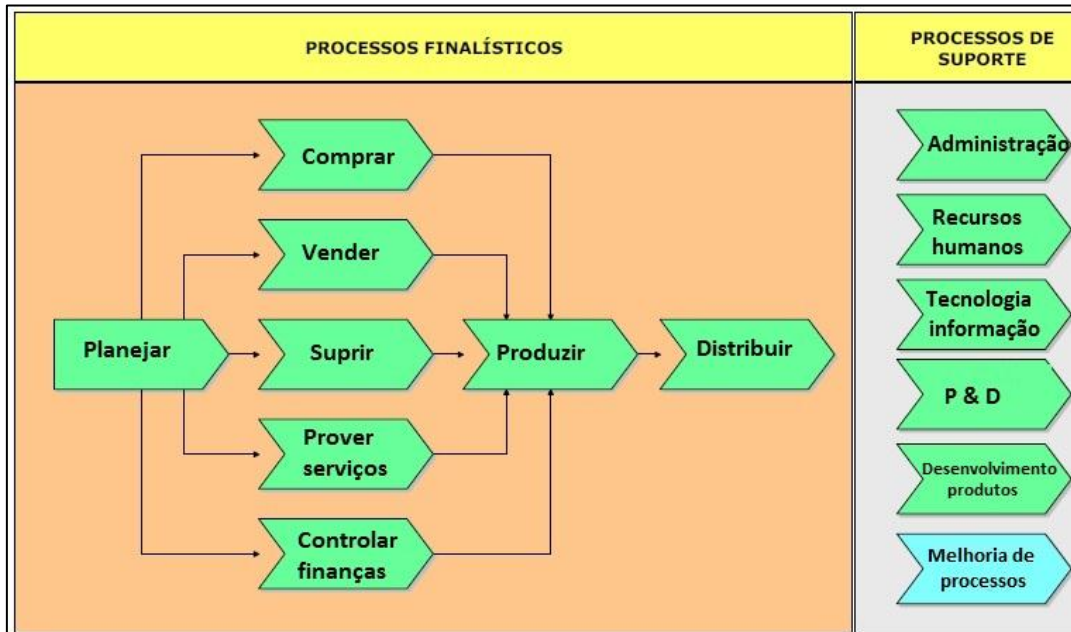 PROCESSOS FINALÍSTICOS
PROCESSOS DE
SUPORTE
Comprar
Vender
Planejar
Suprir
Produzir
Distribuir
Prover
serviços
Controlar
finanças
Administração
Recursos
humanos
Tecnologia
informação
P & D
Desenvolvimento
produtos
Melhoria de
processos